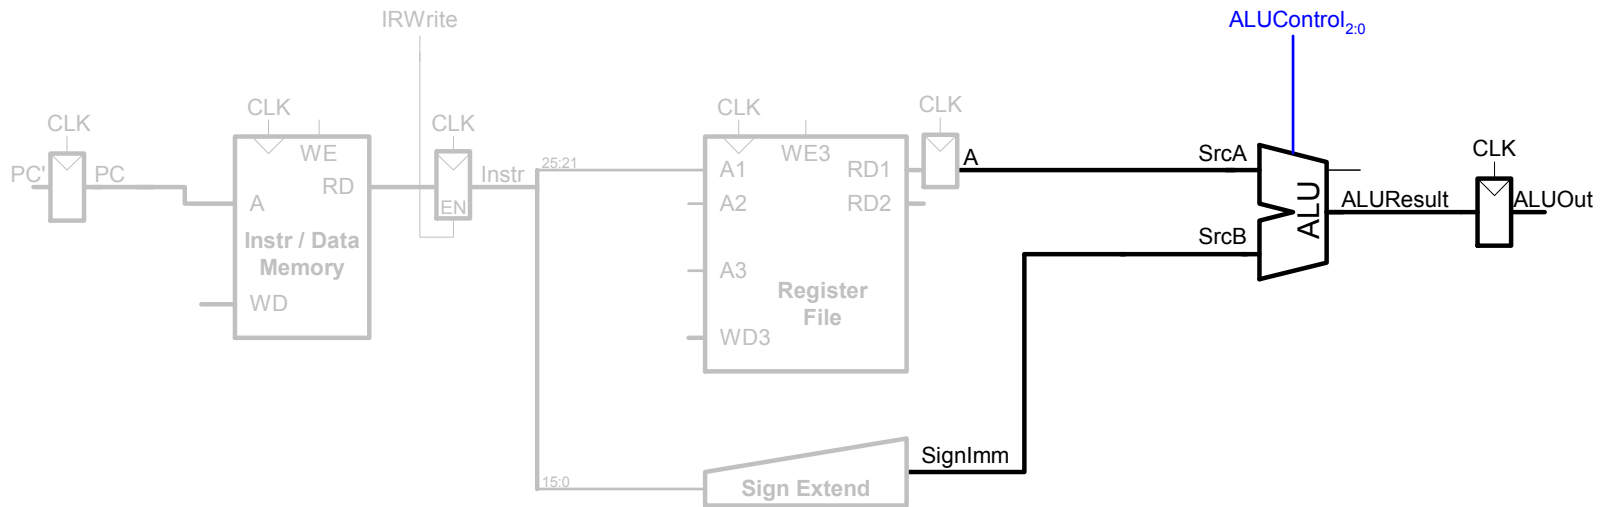 IRWrite
ALUControl2:0
CLK
CLK
CLK
CLK
CLK
CLK
PC'
PC
WE
RD
A
Instr / Data
Memory
WD
EN
Instr
25:21
A1
WE3
RD1
A2
RD2
A3
Register
File
WD3
A
SrcA
SrcB
ALU
ALUResult
ALUOut
SignImm
15:0
Sign Extend